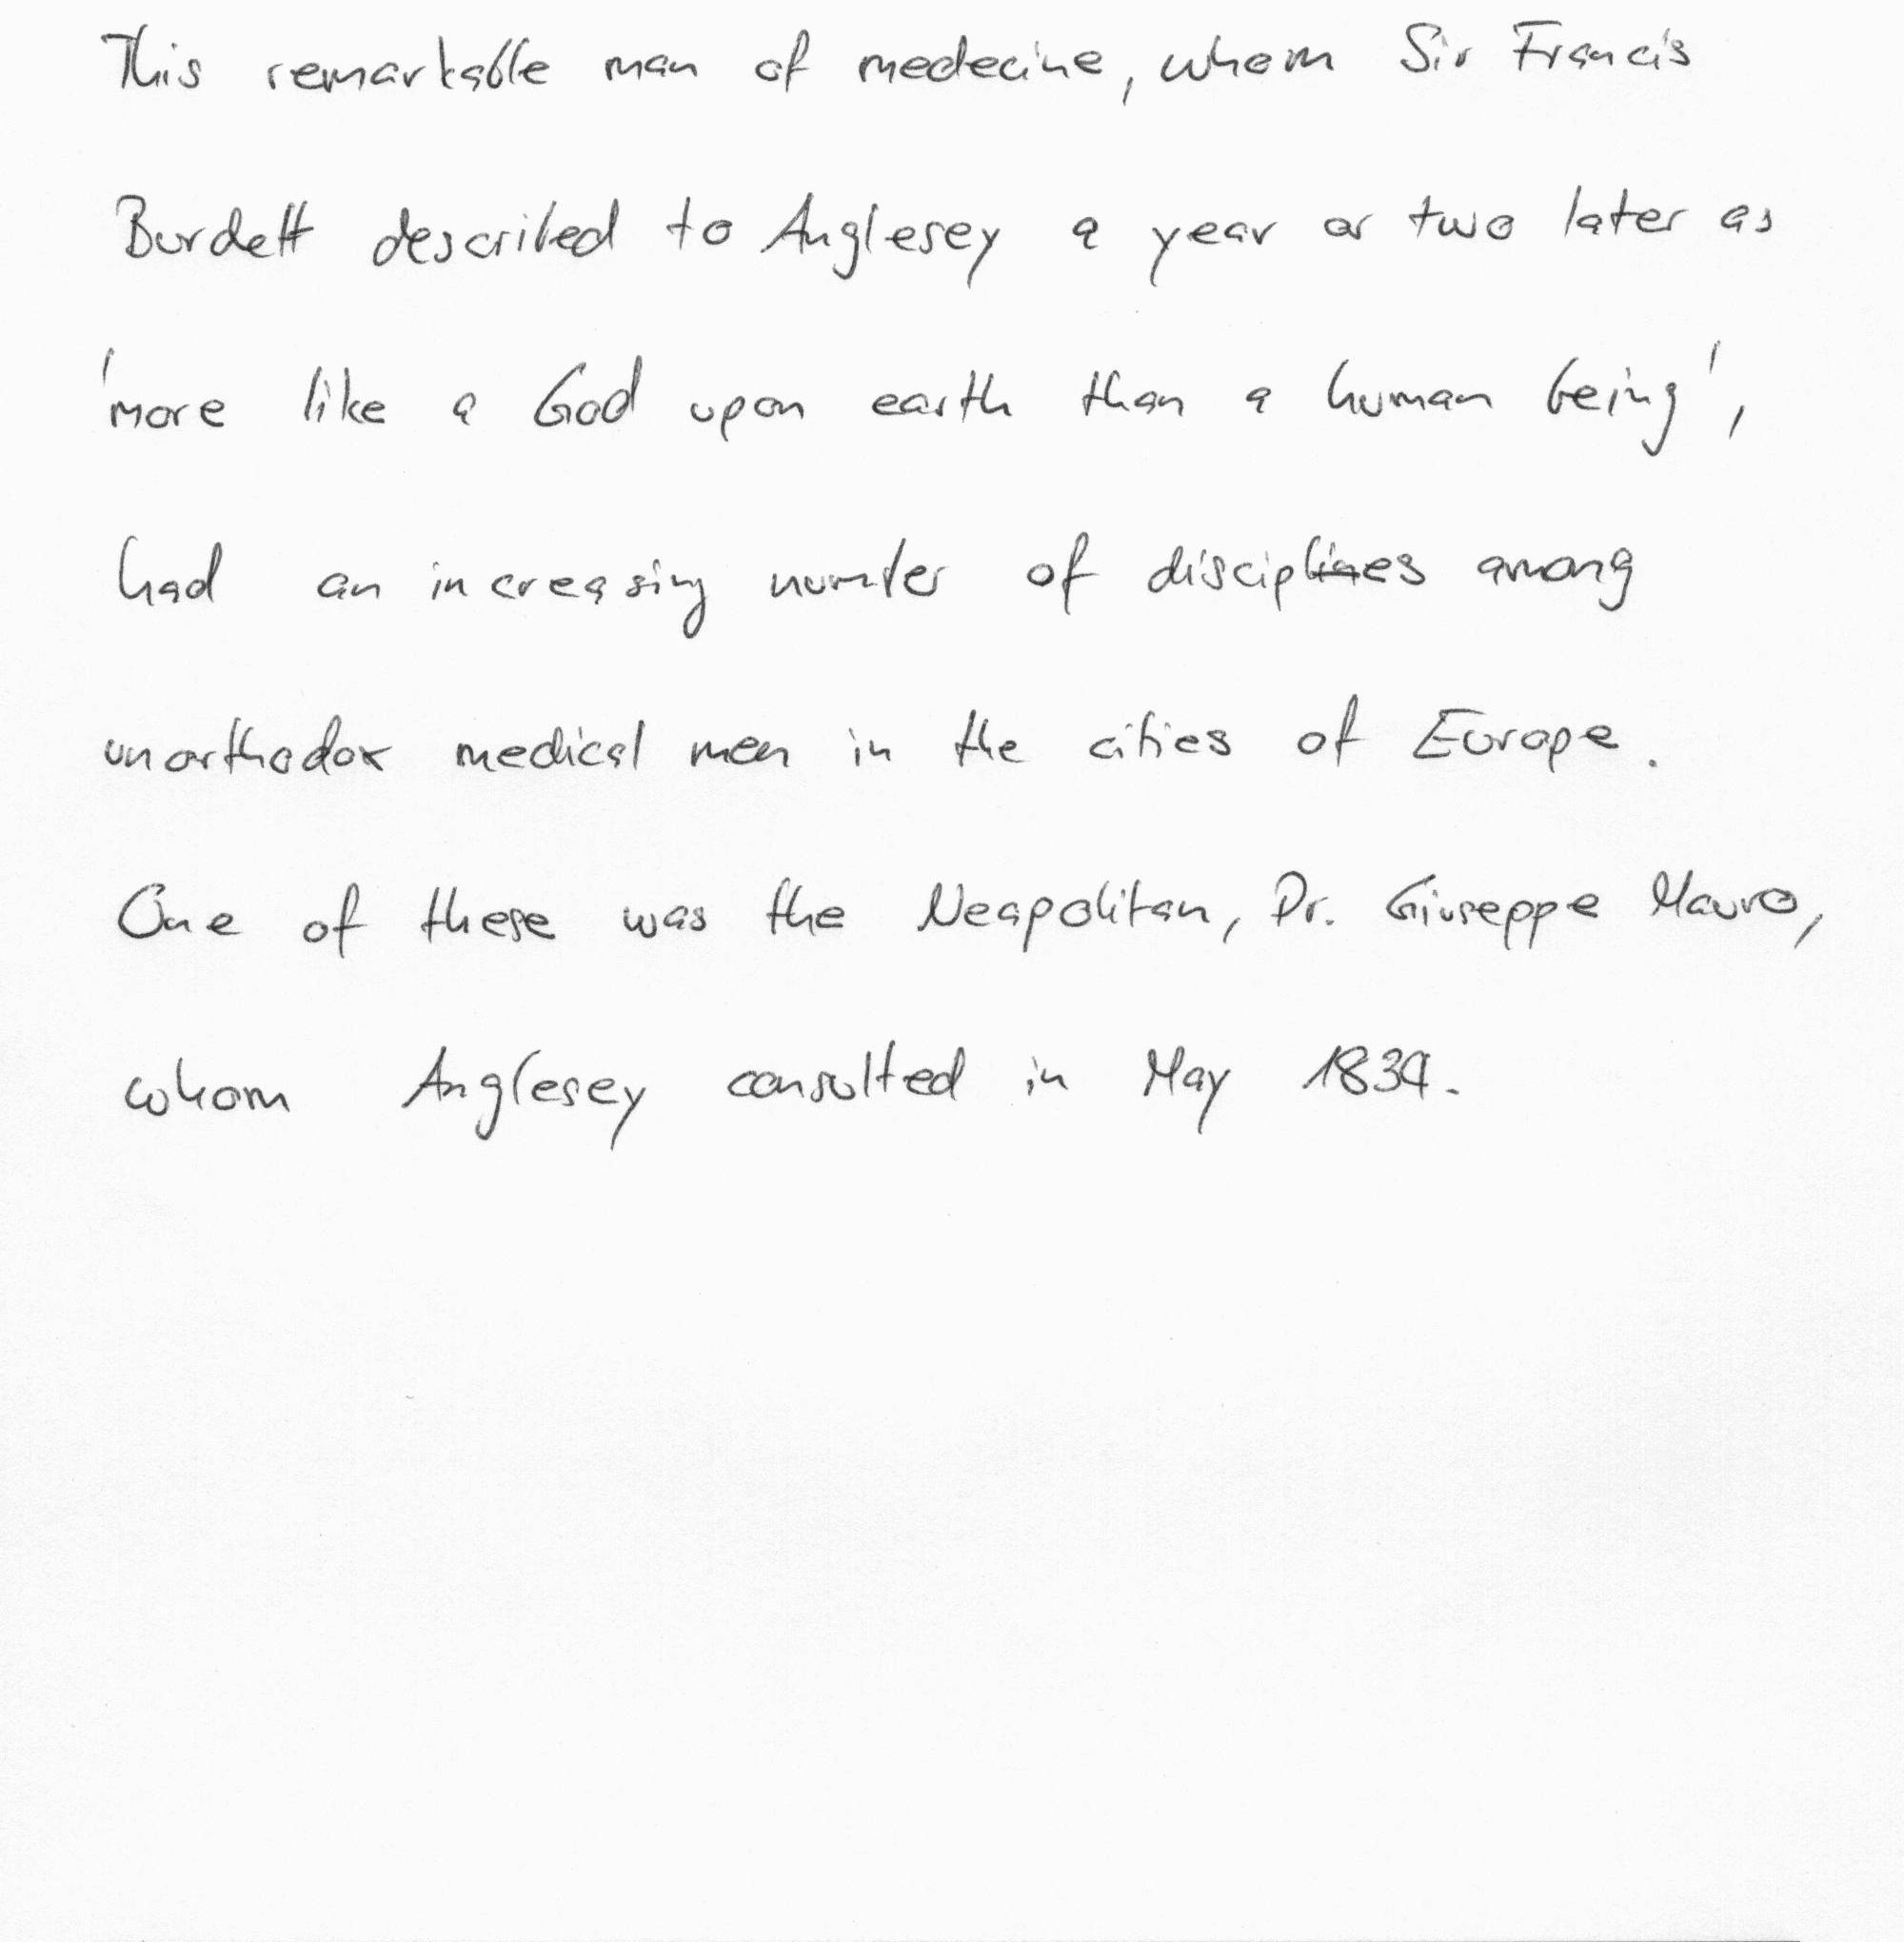 This remarkable man of medecine, whom Sir Francis
Burdett described to Anglesey a year or two later as
'more like a God upon earth than a human being',
had an increasing number of disciplines among
unorthodox medical men in the cities of Europe.
One of these was the Neapolitan, Dr. Giuseppe Mauro,
whom Anglesey consulted in May 1834.